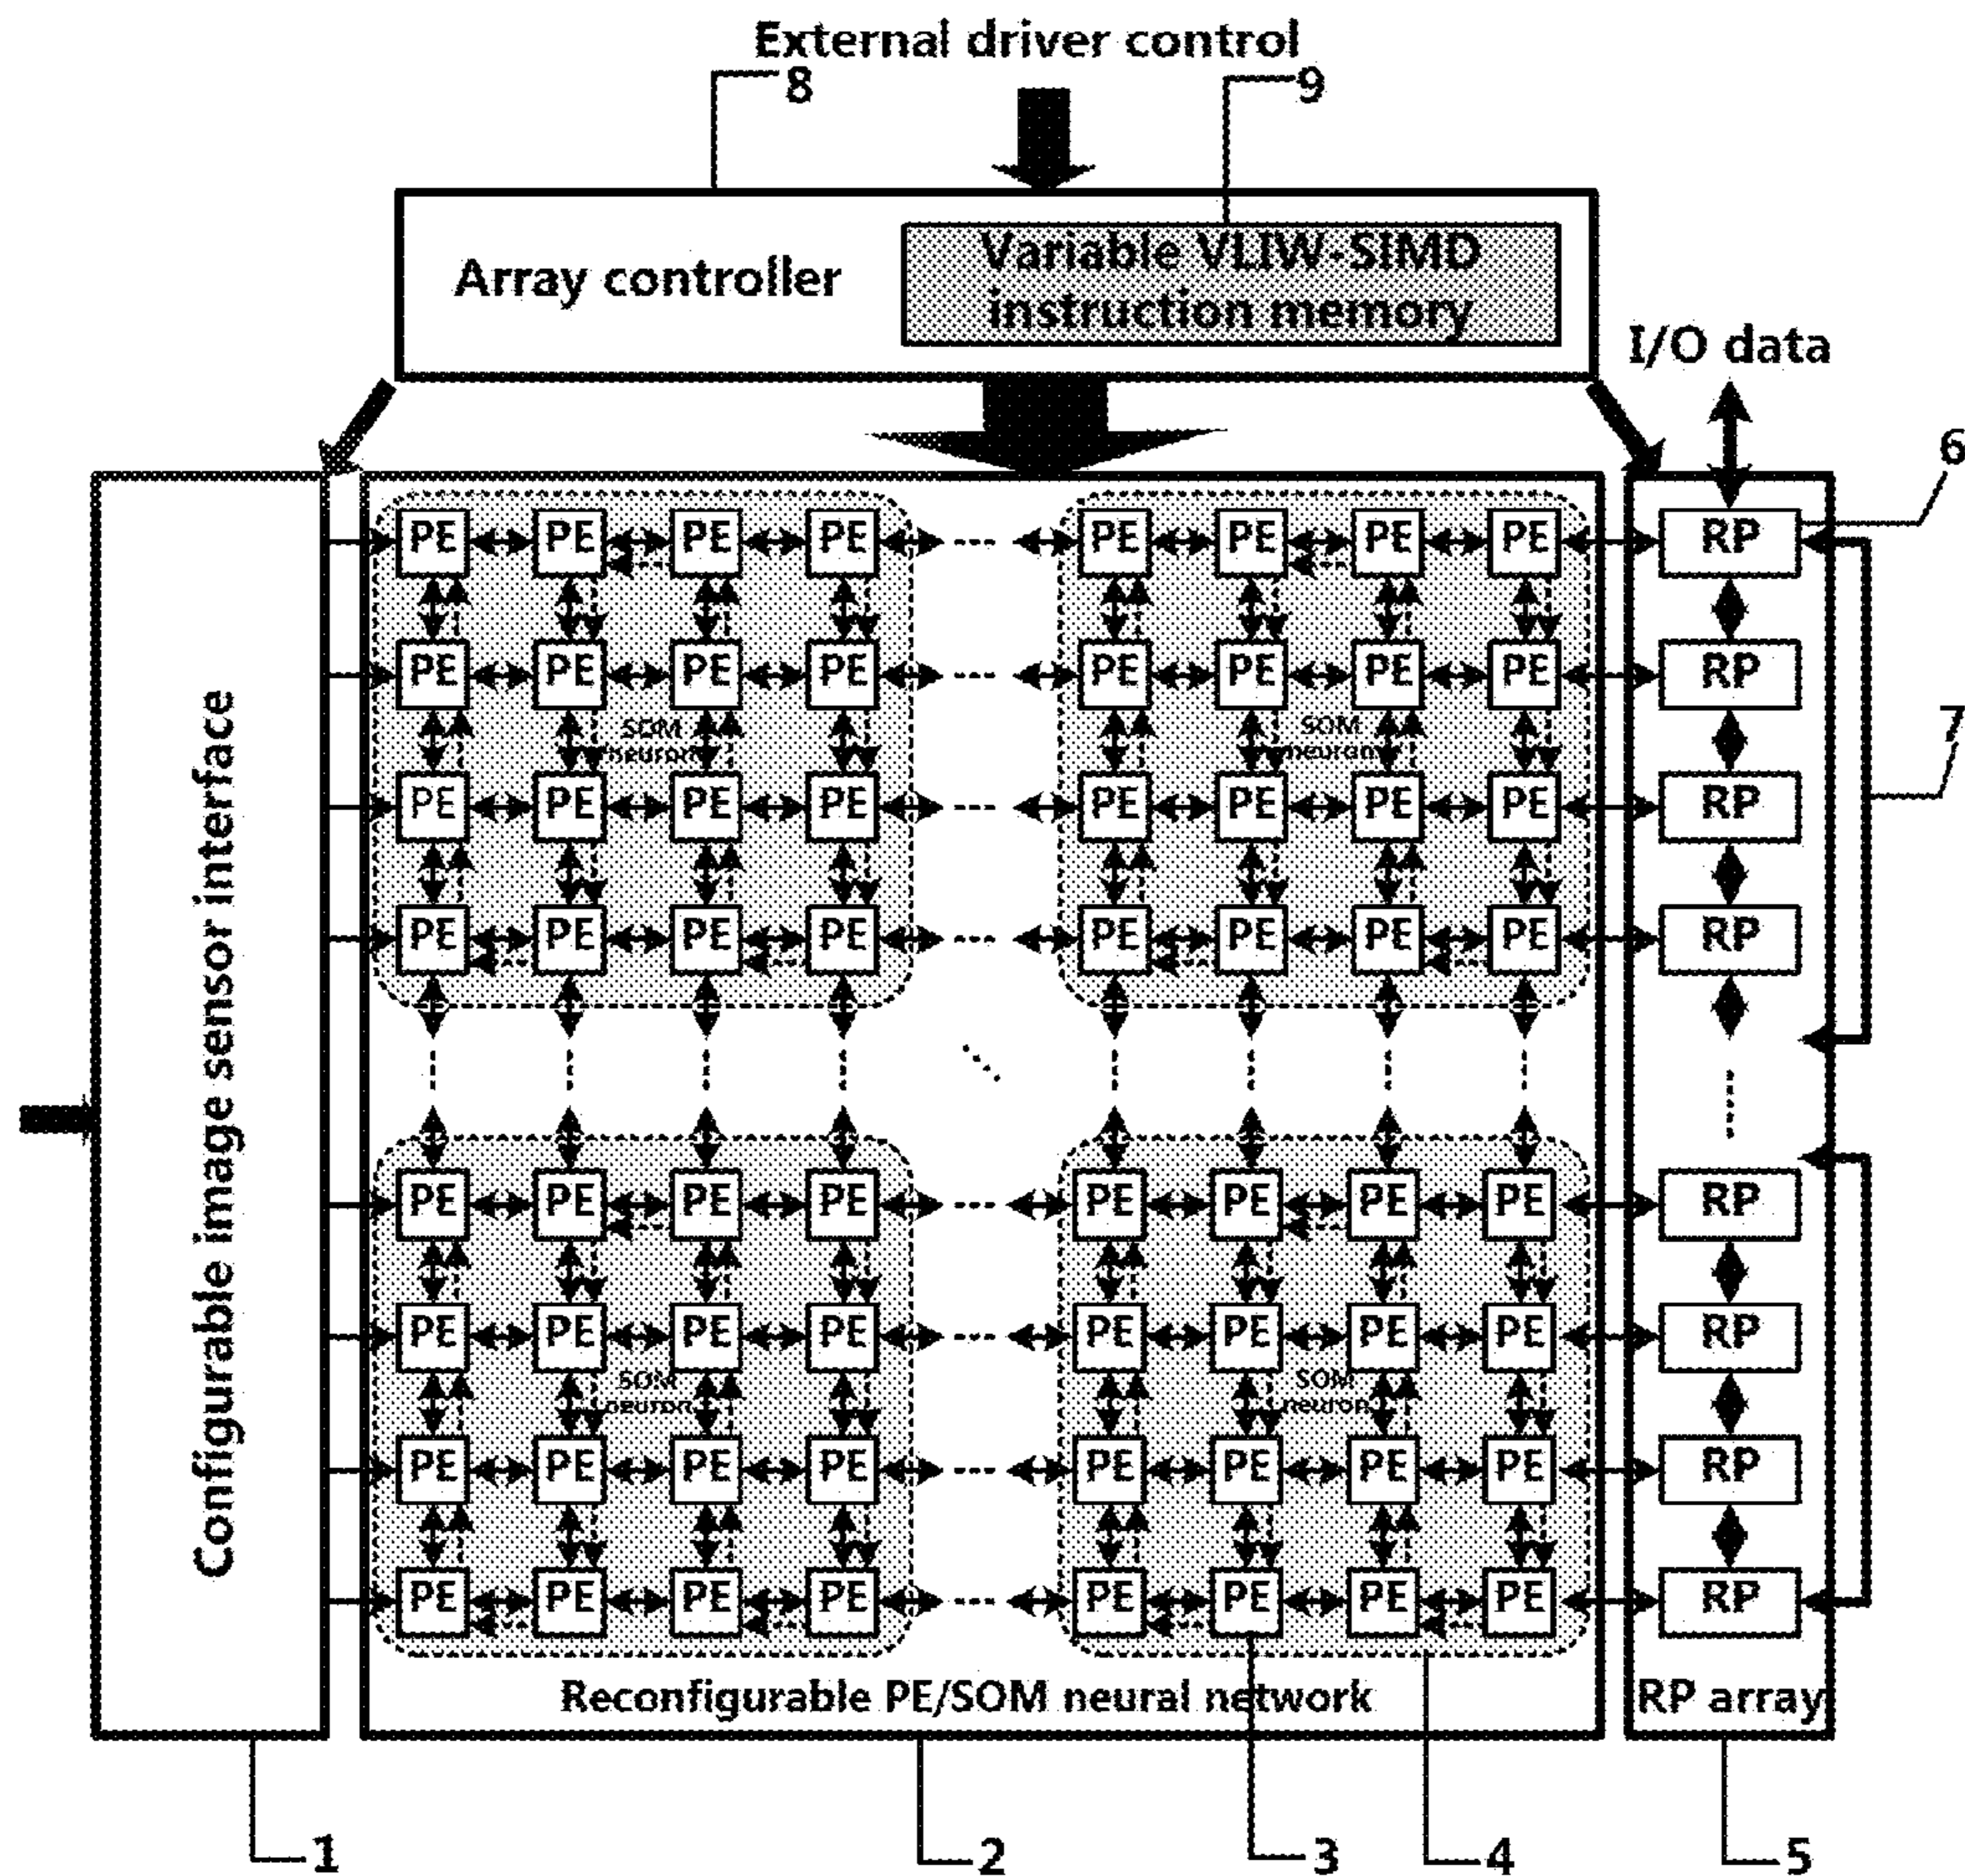 External driver control
8
9
Array controller
Variable VLIW-SIMD
instruction memory
I/O data
6
Configurable image sensor interface
PE PE PE PE --- PE PE PE PE RP
PE PE PE PE --- PE PE PE PE RP
SOM
neuron
SOM
neuron
7
PE PE PE PE --- PE PE PE PE RP
PE PE PE PE --- PE PE PE PE RP
PE PE PE PE --- PE PE PE PE RP
PE PE PE PE --- PE PE PE PE RP
SOM
neuron
SOM
neuron
PE PE PE PE --- PE PE PE PE RP
PE PE PE PE --- PE PE PE PE RP
Reconfigurable PE/SOM neural network
RP array
1
2
3
4
5